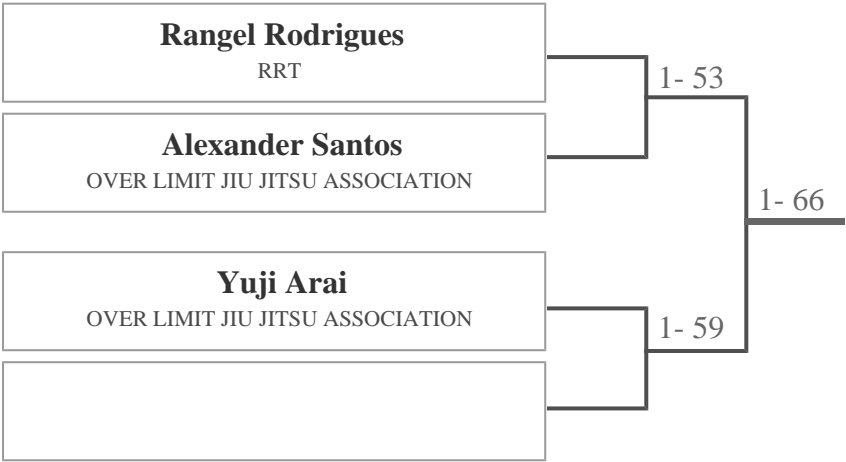 Rangel Rodrigues
RRT
1- 53
Alexander Santos
OVER LIMIT JIU JITSU ASSOCIATION
1- 66
Yuji Arai
OVER LIMIT JIU JITSU ASSOCIATION
1- 59